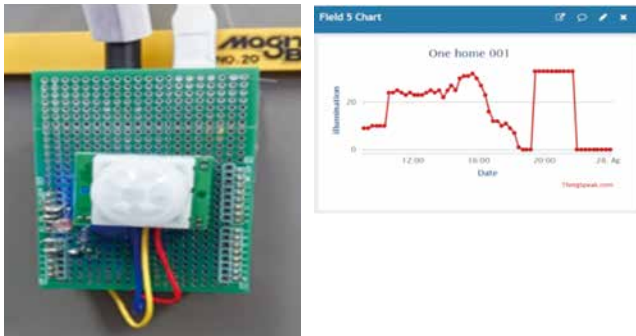 Magn
NO. 20
Field 5 Chart
One home 001
illumination
20
0
12:00
16:00
20:00
Date
ThingSpeak.com